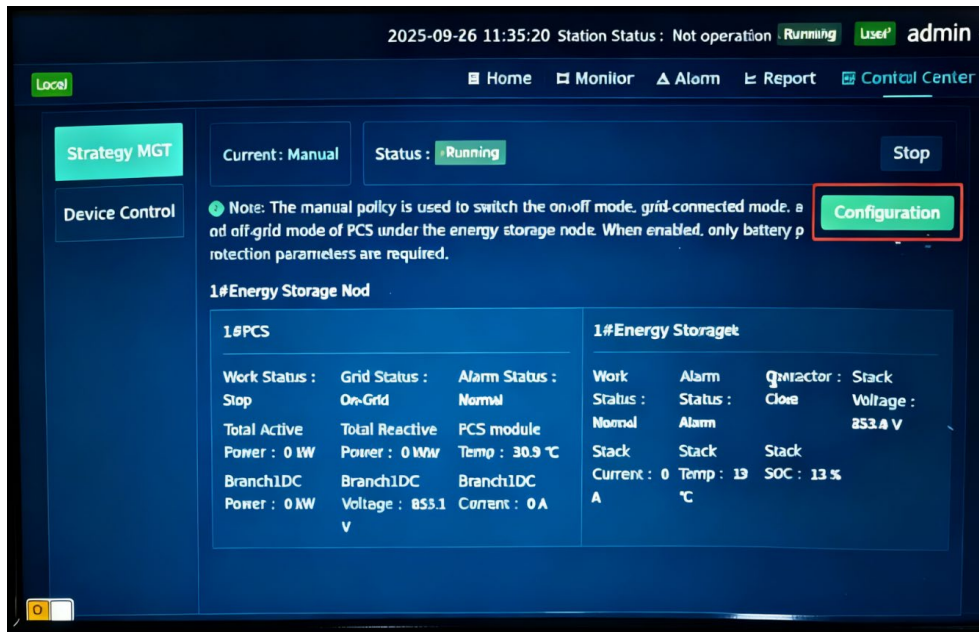 2025-09-26 11:35:20 Station Status : Not operation Running User admin
Local
Home Monitor Alarm Report Control Center
Strategy MGT
Device Control
Current : Manual
Status : Running
Stop
Note: The manual policy is used to switch the on-off mode, grid-connected mode, a
nd off-grid mode of PCS under the energy storage node. When enabled, only battery p
rotection parameters are required.
Configuration
1#Energy Storage Nod
1#PCS
Work Status :
Stop
Grid Status :
On-Grid
Alarm Status :
Normal
Total Active
Power : 0 kW
Total Reactive
Power : 0
PCS module
Temp : 30.9 ℃
Branch1DC
Power : 0 kW
Branch1DC
Voltage : 853.1
V
Branch1DC
Current : 0 A
1#Energy
Work
Status :
Normal
Alarm
Status :
Alarm
Close
Stack
Voltage :
853.4 V
Stack
Current : 0
A
Stack
Temp : 13
℃
Stack
SOC : 13 %